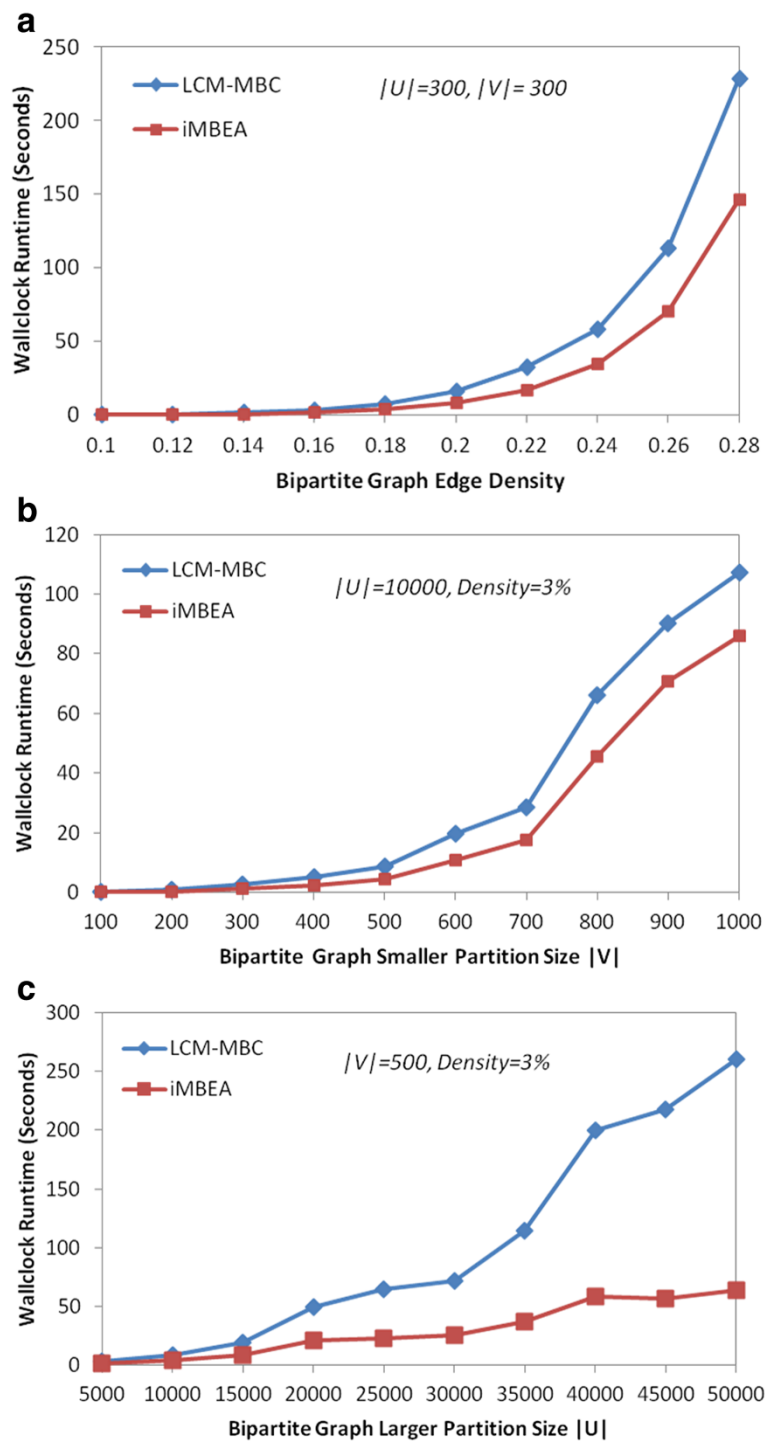 a
250
200
150
100
50
0
Wallclock Runtime (Seconds)
LCM-MBC
iMBEA
|U|=300, |V|= 300
0.1 0.12 0.14 0.16 0.18 0.2 0.22 0.24 0.26 0.28
Bipartite Graph Edge Density
b
120
100
80
60
40
20
0
Wallclock Runtime (Seconds)
LCM-MBC
iMBEA
|U|=10000, Density=3%
100 200 300 400 500 600 700 800 900 1000
Bipartite Graph Smaller Partition Size |V|
c
300
250
200
150
100
50
0
Wallclock Runtime (Seconds)
LCM-MBC
iMBEA
|V|=500, Density=3%
5000 10000 15000 20000 25000 30000 35000 40000 45000 50000
Bipartite Graph Larger Partition Size |U|